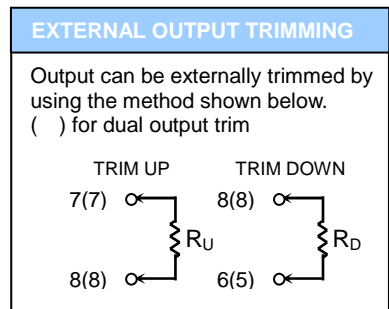 EXTERNAL OUTPUT TRIMMING
Output can be externally trimmed by
using the method shown below.
( ) for dual output trim
TRIM UP TRIM DOWN
7(7) 8(8)
RU RD
8(8) 6(5)